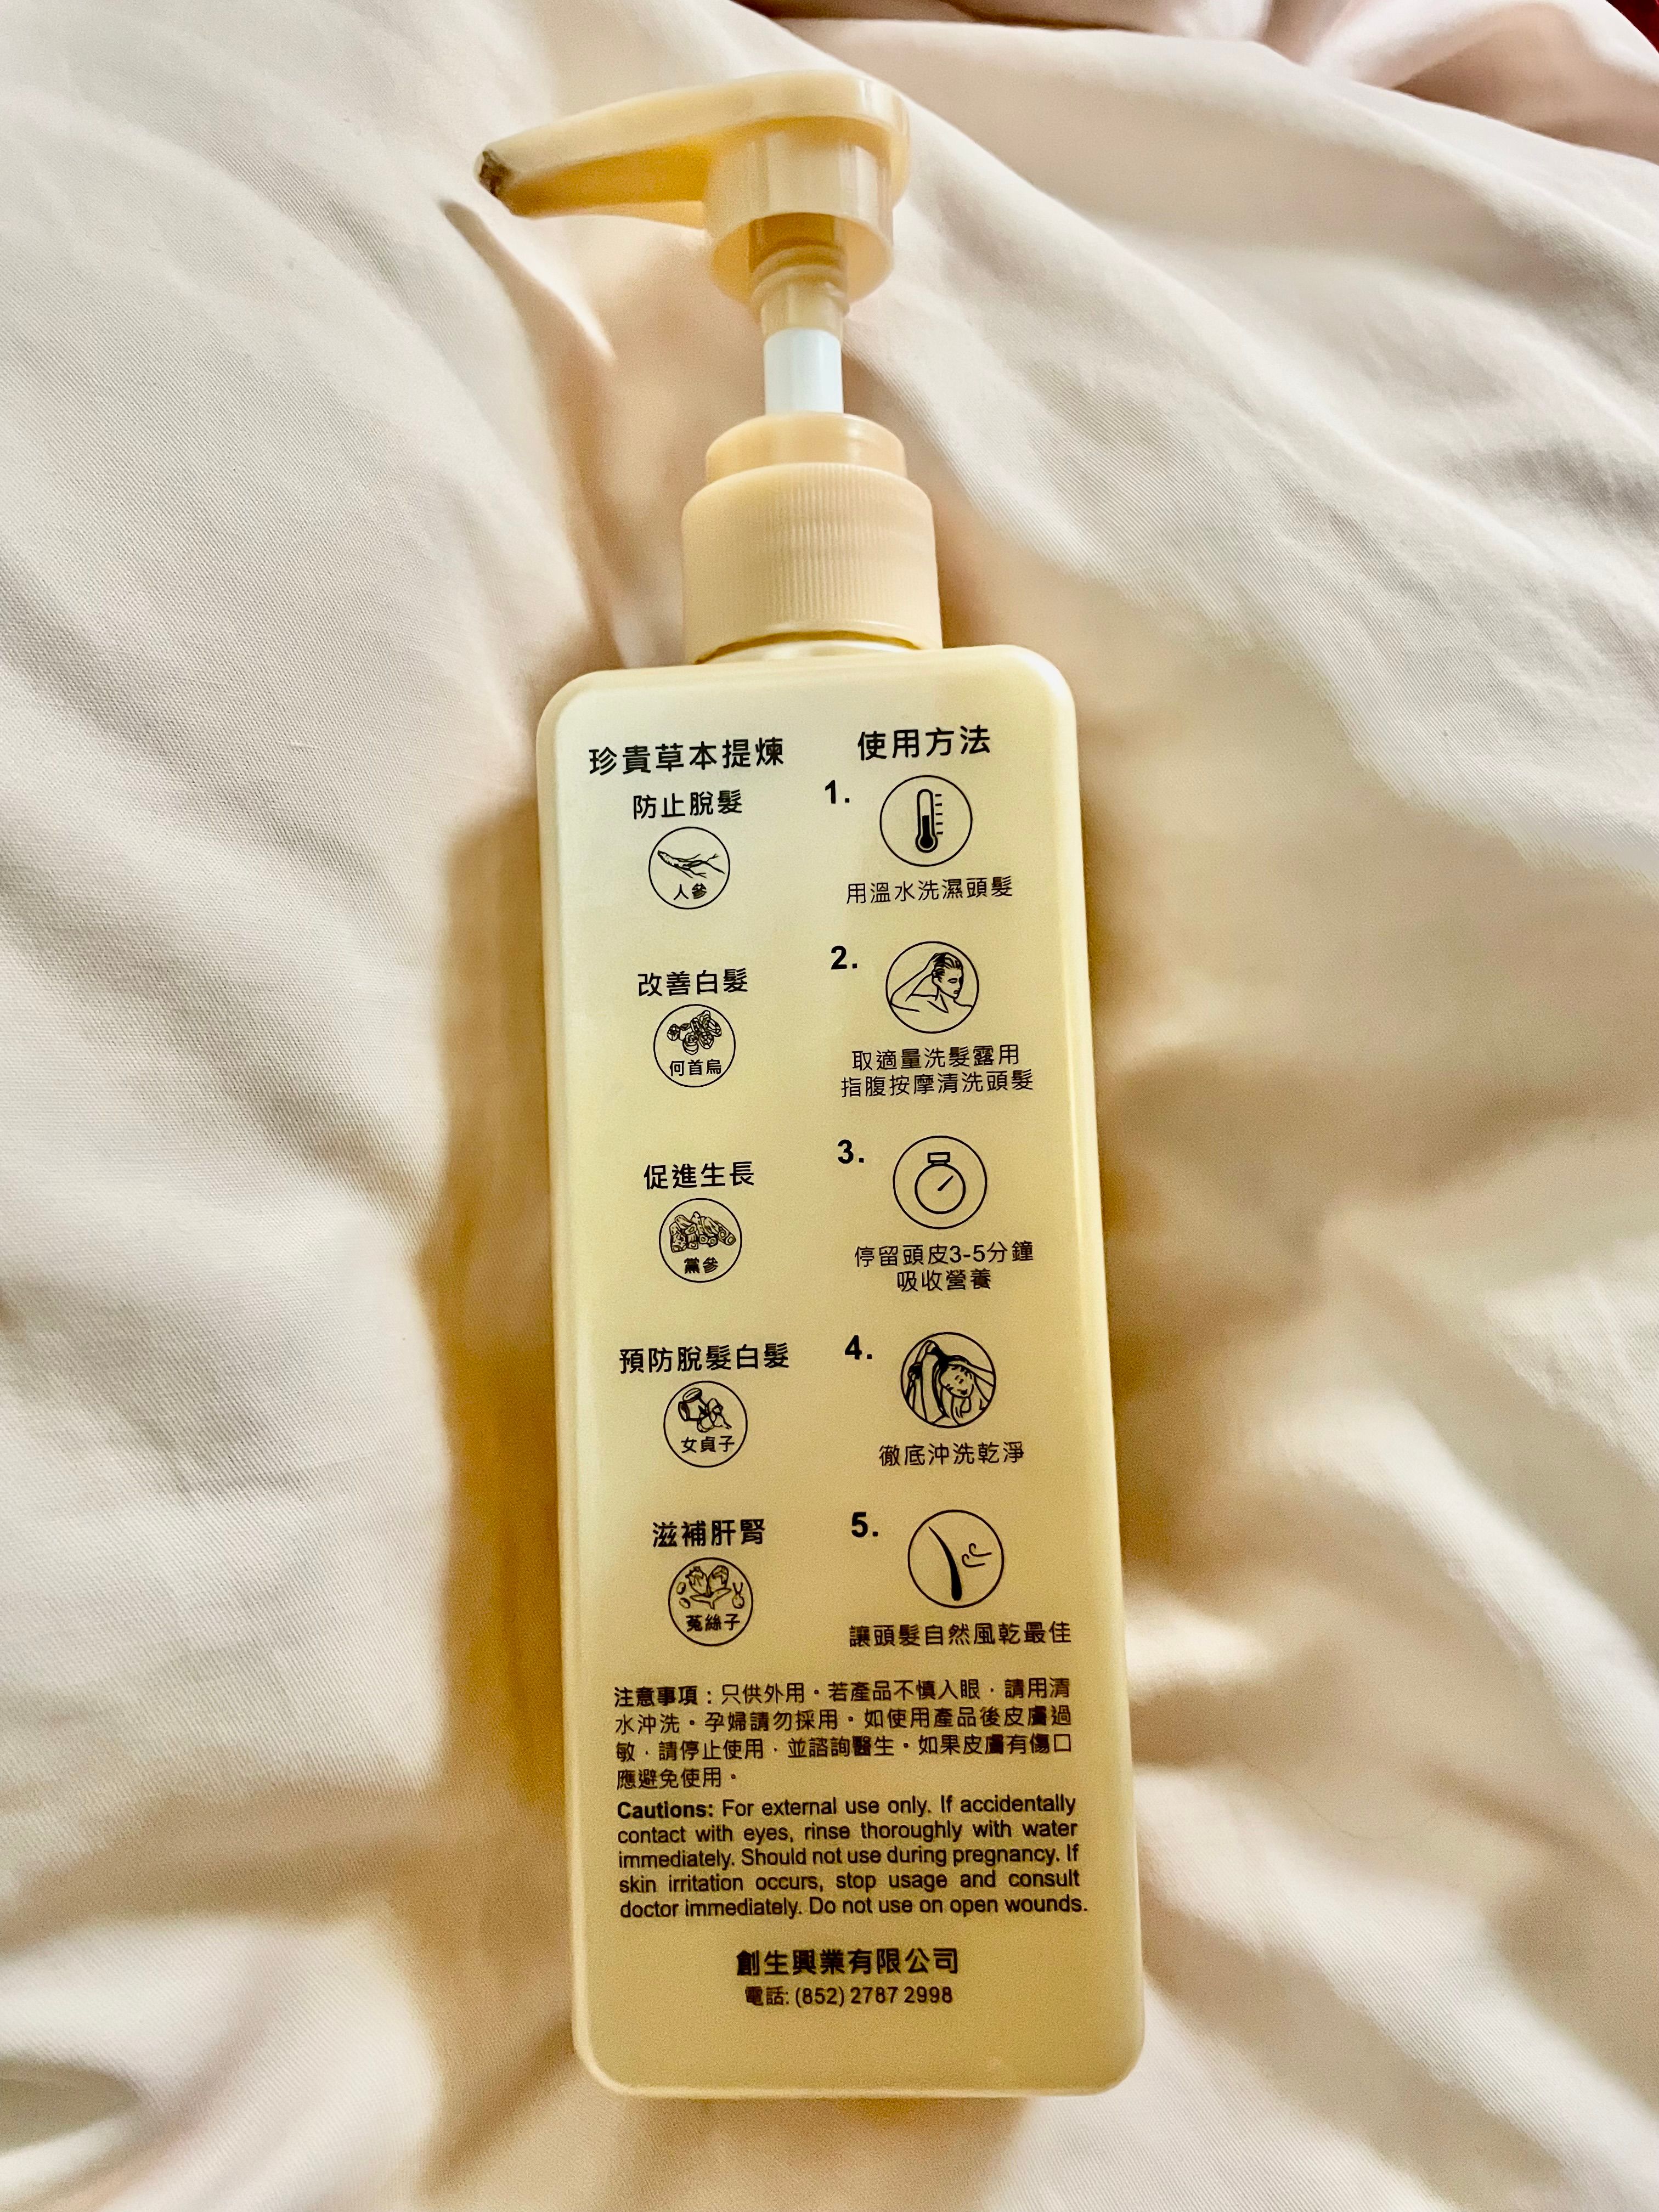 珍貴草本提煉
防止脫髮
人參
改善白髮
何首烏
促進生長
黨參
預防脫髮白髮
女貞子
滋補肝腎
菟絲子
使用方法
1.
用溫水洗濕頭髮
2.
取適量洗髮露用
指腹按摩清洗頭髮
3.
停留頭皮3-5分鐘
吸收營養
4.
徹底沖洗乾淨
5.
讓頭髮自然風乾最佳
注意事項：只供外用。若產品不慎入眼，請用清
水沖洗。孕婦請勿採用。如使用產品後皮膚過
敏，請停止使用，並諮詢醫生。如果皮膚有傷口
應避免使用。
Cautions: For external use only. If accidentally
contact with eyes, rinse thoroughly with water
immediately. Should not use during pregnancy. If
skin irritation occurs, stop usage and consult
doctor immediately. Do not use on open wounds.
創生興業有限公司
電話: (852) 2787 2998